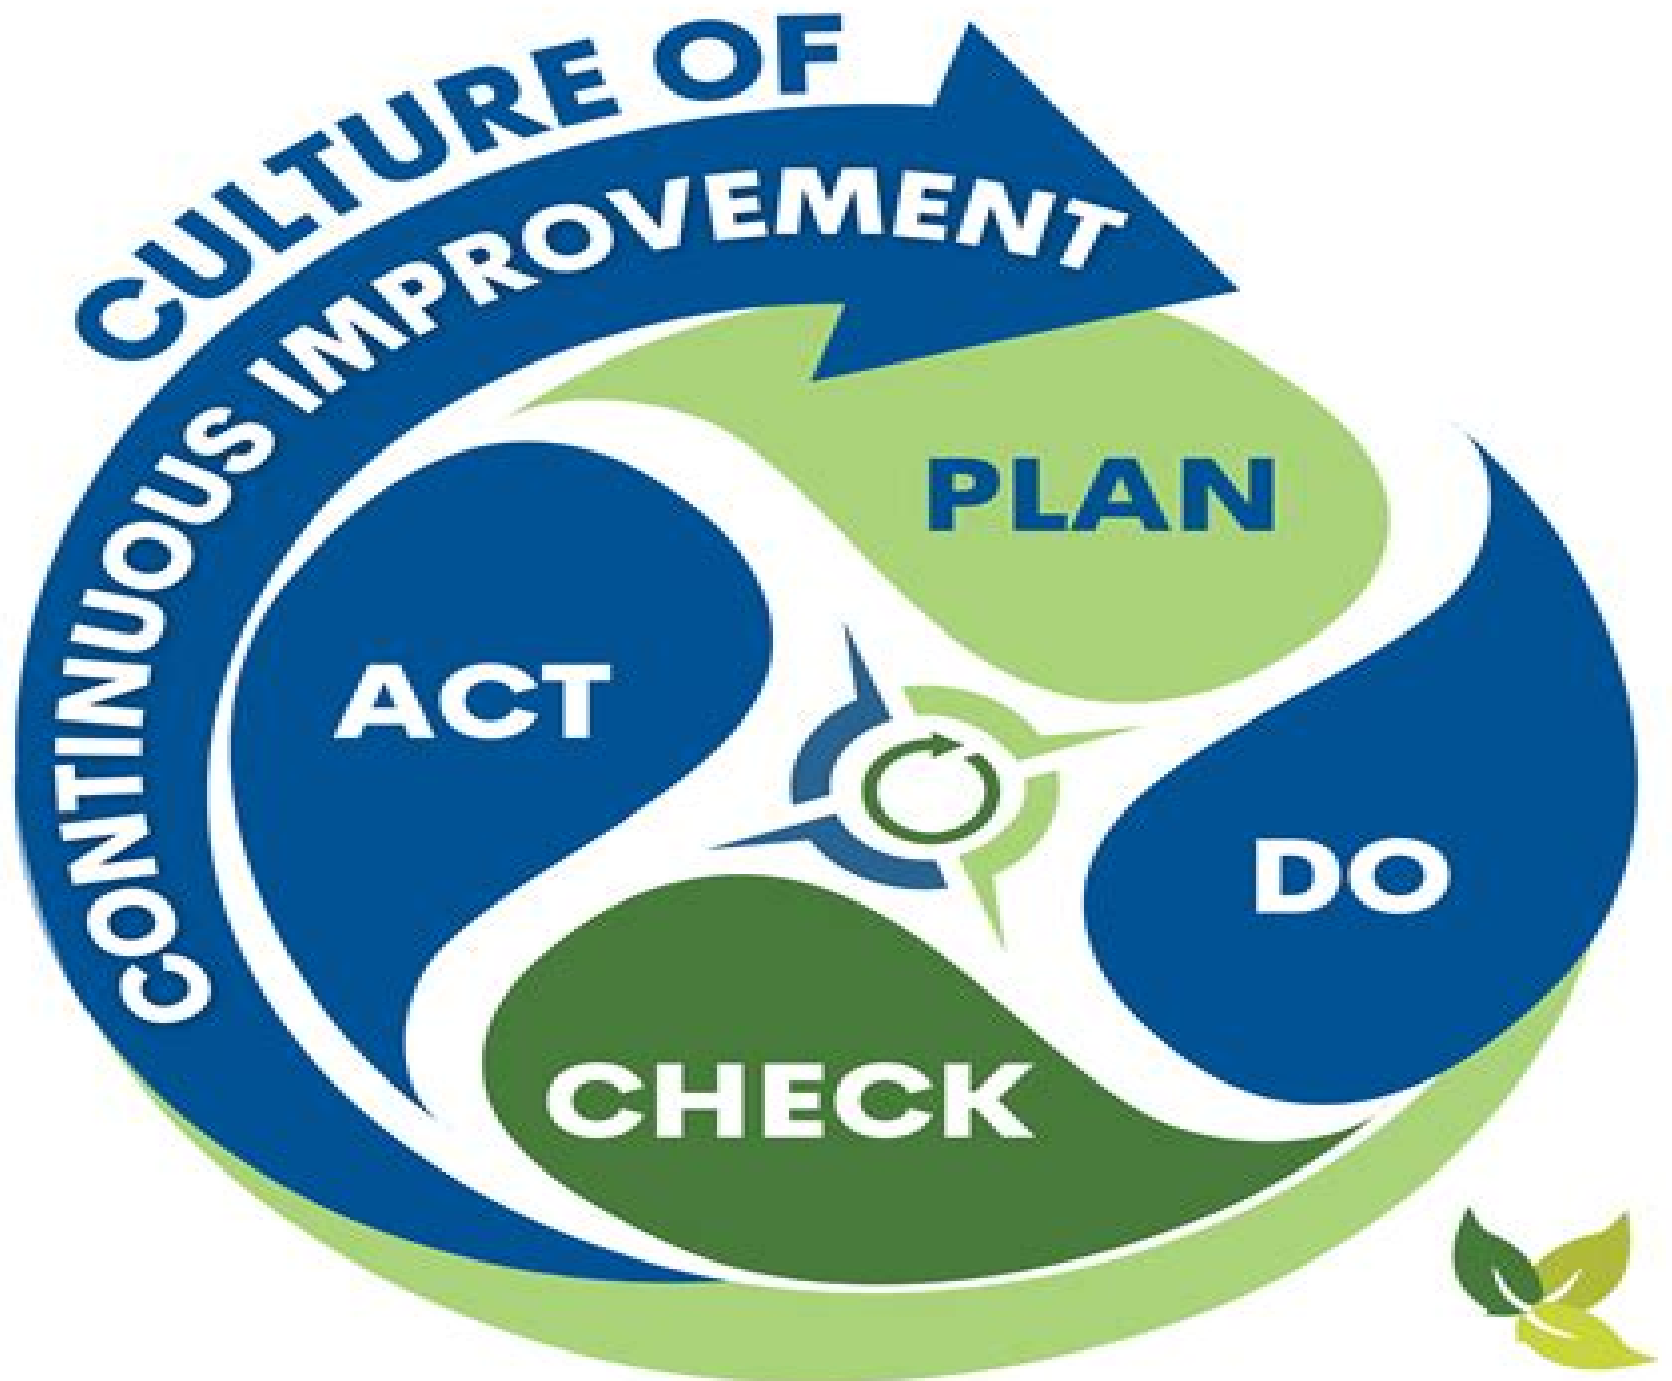 CULTURE OF
CONTINUOUS IMPROVEMENT
PLAN
ACT
DO
CHECK